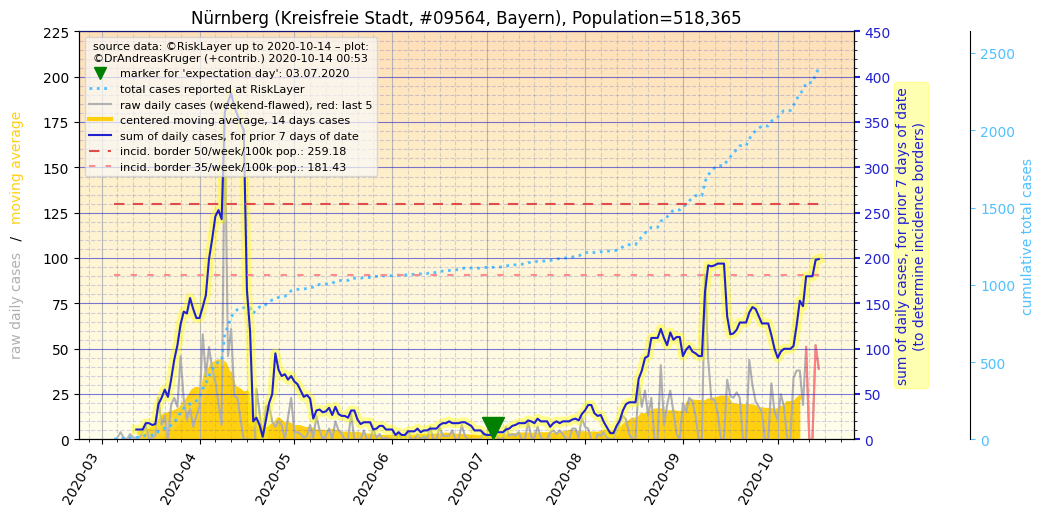 Nürnberg (Kreisfreie Stadt, #09564, Bayern), Population=518,365
source data: ©RiskLayer up to 2020-10-14 – plot:
©DrAndreasKruger (+contrib.) 2020-10-14 00:53
marker for 'expectation day': 03.07.2020
total cases reported at RiskLayer
raw daily cases (weekend-flawed), red: last 5
centered moving average, 14 days cases
sum of daily cases, for prior 7 days of date
incid. border 50/week/100k pop.: 259.18
incid. border 35/week/100k pop.: 181.43
raw daily cases / moving average
225
200
175
150
125
100
75
50
25
0
450
400
350
300
250
200
150
100
50
0
sum of daily cases, for prior 7 days of date
(to determine incidence borders)
2500
2000
1500
1000
500
0
cumulative total cases
2020-03
2020-04
2020-05
2020-06
2020-07
2020-08
2020-09
2020-10